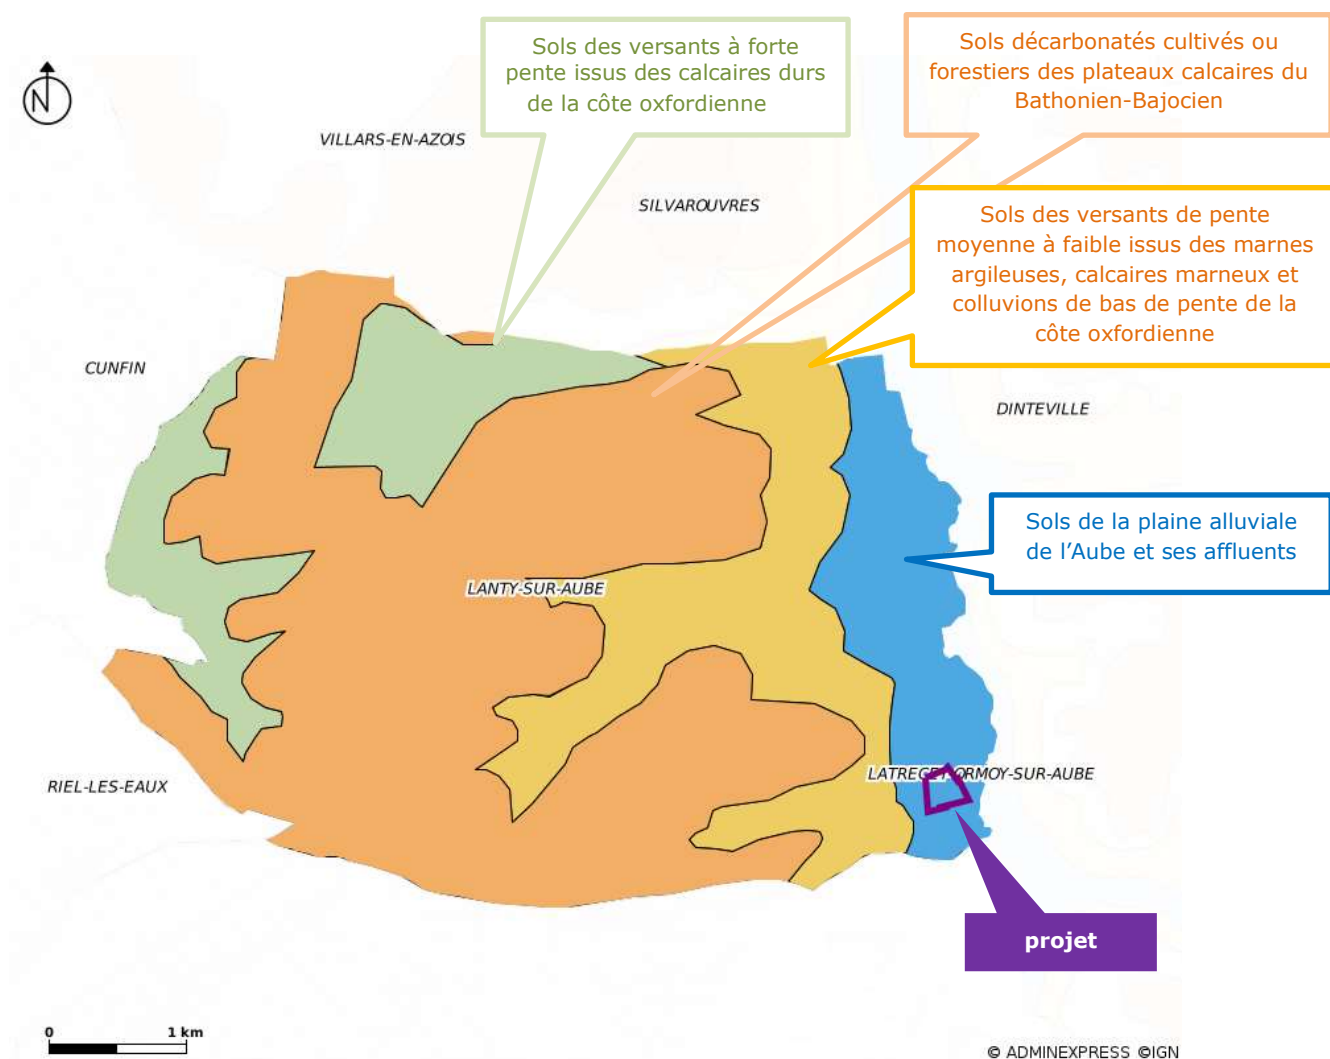 Sols des versants à forte
pente issus des calcaires durs
de la côte oxfordienne
Sols décarbonatés cultivés ou
forestiers des plateaux calcaires du
Bathonien-Bajocien
N
VILLARS-EN-AZOIS
SILVAROUVRES
Sols des versants de pente
moyenne à faible issus des marnes
argileuses, calcaires marneux et
colluvions de bas de pente de la
côte oxfordienne
CUNFIN
DINTEVILLE
Sols de la plaine alluviale
de l'Aube et ses affluents
LANTY-SUR-AUBE
RIEL-LES-EAUX
LATRECEY-ORMOY-SUR-AUBE
projet
0 1 km
© ADMINEXPRESS ©IGN